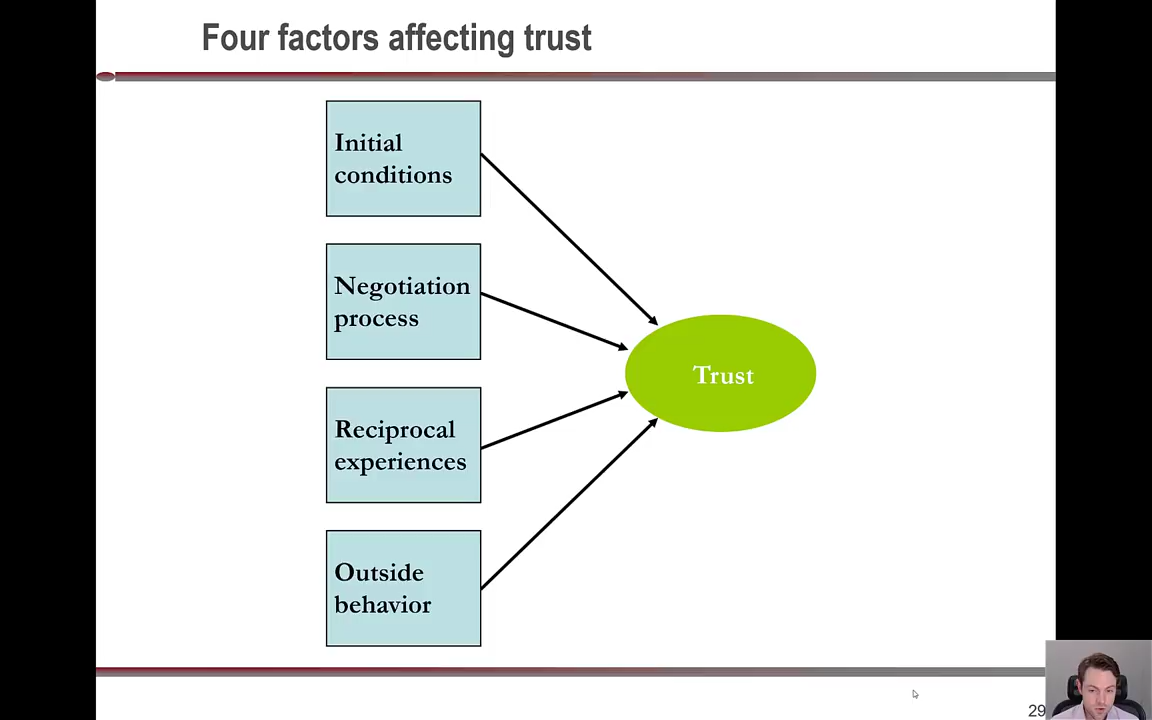 Four factors affecting trust
Initial
conditions
Negotiation
process
Reciprocal
experiences
Outside
behavior
Trust
29